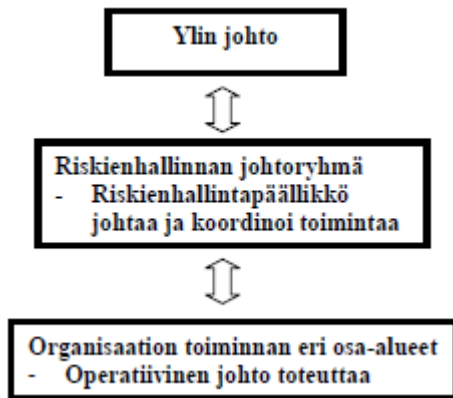 Ylin johto
Riskienhallinnan johtoryhmä
- Riskienhallintapäällikkö
johtaa ja koordinoi toimintaa
Organisaation toiminnan eri osa-alueet
- Operatiivinen johto toteuttaa